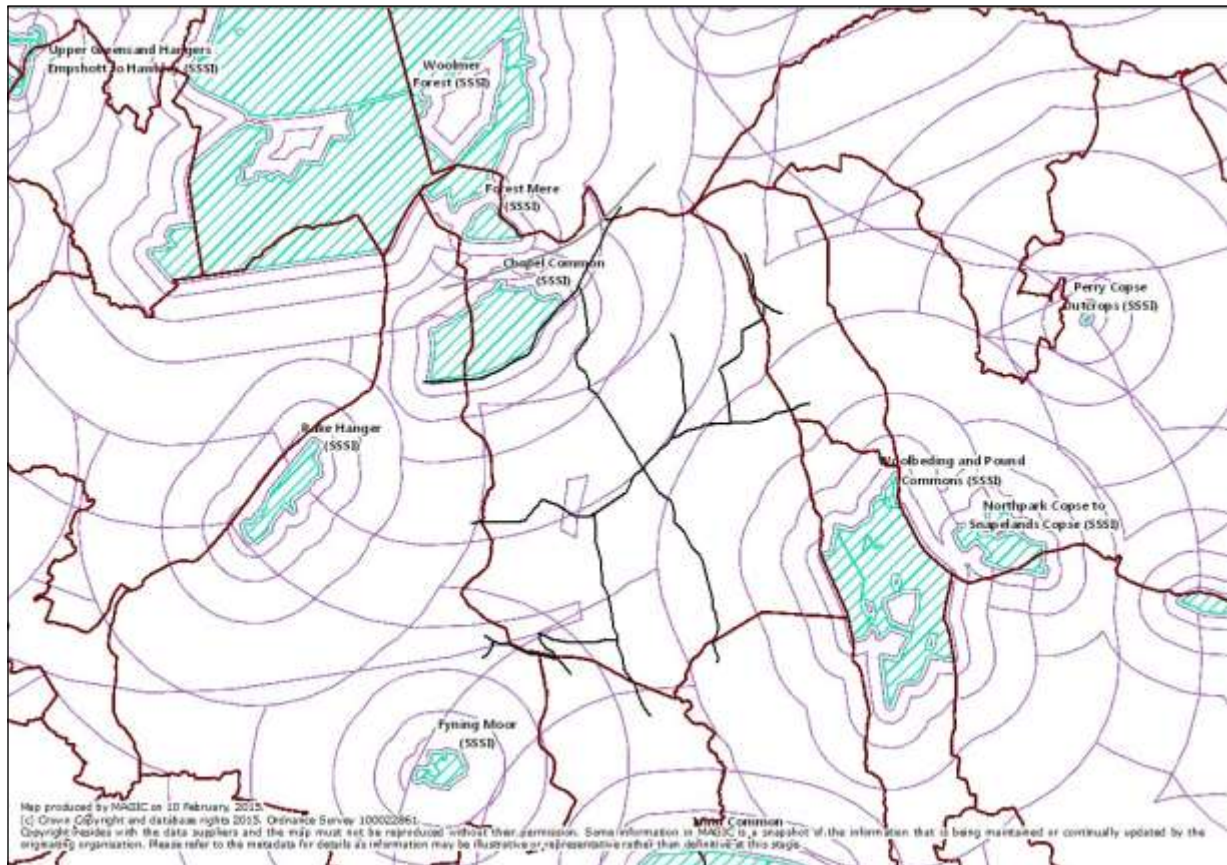 Upper Greensand Hangers
Empshott to Hawkley (SSSI)
Woolmer
Forest (SSSI)
Forest Mere
(SSSI)
Chapel Common
(SSSI)
Perry Copse
Outcrops (SSSI)
Rake Hanger
(SSSI)
Woolbeding and Pound
Commons (SSSI)
Northpark Copse to
Snapelands Copse (SSSI)
Fyning Moor
(SSSI)
Common
Map produced by MAGIC on 10 February, 2015.
(c) Crown Copyright and database rights 2015. Ordnance Survey 100022861.
Copyright resides with the data suppliers and the map must not be reproduced without their permission. Some information in MAGIC is a snapshot of the information that is being maintained or continually updated by the
originating organisation. Please refer to the metadata for details as information may be illustrative or representative rather than definitive at this stage.